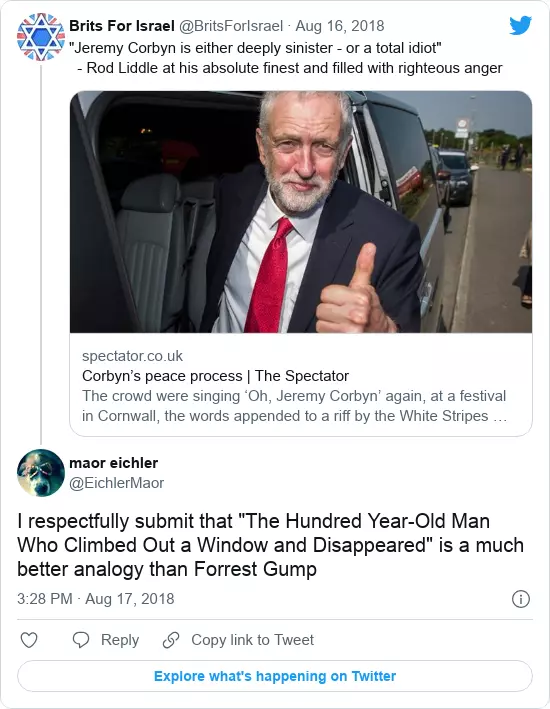 Brits For Israel @BritsForIsrael · Aug 16, 2018
"Jeremy Corbyn is either deeply sinister - or a total idiot"
- Rod Liddle at his absolute finest and filled with righteous anger
spectator.co.uk
Corbyn's peace process | The Spectator
The crowd were singing ‘Oh, Jeremy Corbyn’ again, at a festival
in Cornwall, the words appended to a riff by the White Stripes …
maor eichler
@EichlerMaor
I respectfully submit that "The Hundred Year-Old Man
Who Climbed Out a Window and Disappeared" is a much
better analogy than Forrest Gump
3:28 PM · Aug 17, 2018
Reply
Copy link to Tweet
Explore what's happening on Twitter